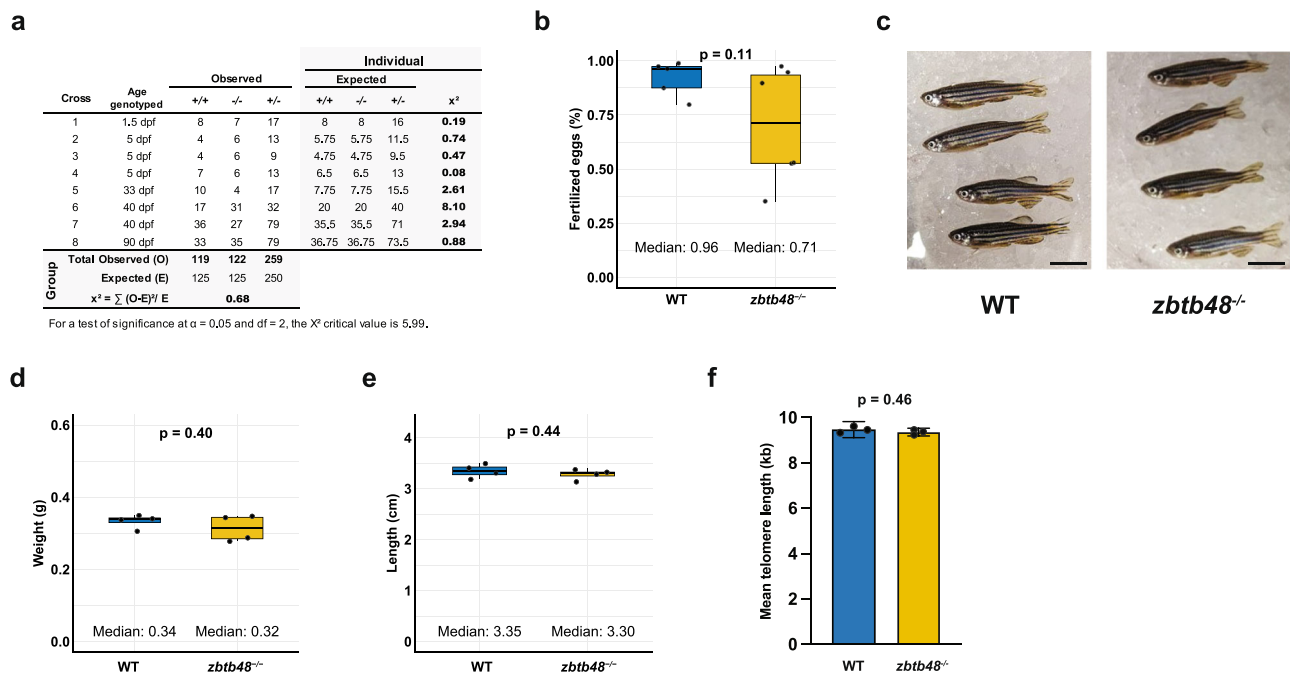 a
Individual
Observed Expected
Cross Age genotyped +/+ -/- +/- +/+ -/- +/- x²
1 1.5 dpf 8 7 17 8 8 16 0.19
2 5 dpf 4 6 13 5.75 5.75 11.5 0.74
3 5 dpf 4 6 9 4.75 4.75 9.5 0.47
4 5 dpf 7 6 13 6.5 6.5 13 0.08
5 33 dpf 10 4 17 7.75 7.75 15.5 2.61
6 40 dpf 17 31 32 20 20 40 8.10
7 40 dpf 36 27 79 35.5 35.5 71 2.94
8 90 dpf 33 35 79 36.75 36.75 73.5 0.88
Group
Total Observed (O) 119 122 259
Expected (E) 125 125 250
x² = ∑ (O-E)²/ E 0.68
For a test of significance at α = 0.05 and df = 2, the X² critical value is 5.99.
b
p = 0.11
Fertilized eggs (%)
1.00
0.75
0.50
0.25
0.00
Median: 0.96 Median: 0.71
WT zbtb48⁻/⁻
c
WT zbtb48⁻/⁻
d
p = 0.40
Weight (g)
0.6
0.4
0.2
0.0
Median: 0.34 Median: 0.32
WT zbtb48⁻/⁻
e
p = 0.44
Length (cm)
4
3
2
1
0
Median: 3.35 Median: 3.30
WT zbtb48⁻/⁻
f
p = 0.46
Mean telomere length (kb)
10
8
6
4
2
0
WT zbtb48⁻/⁻